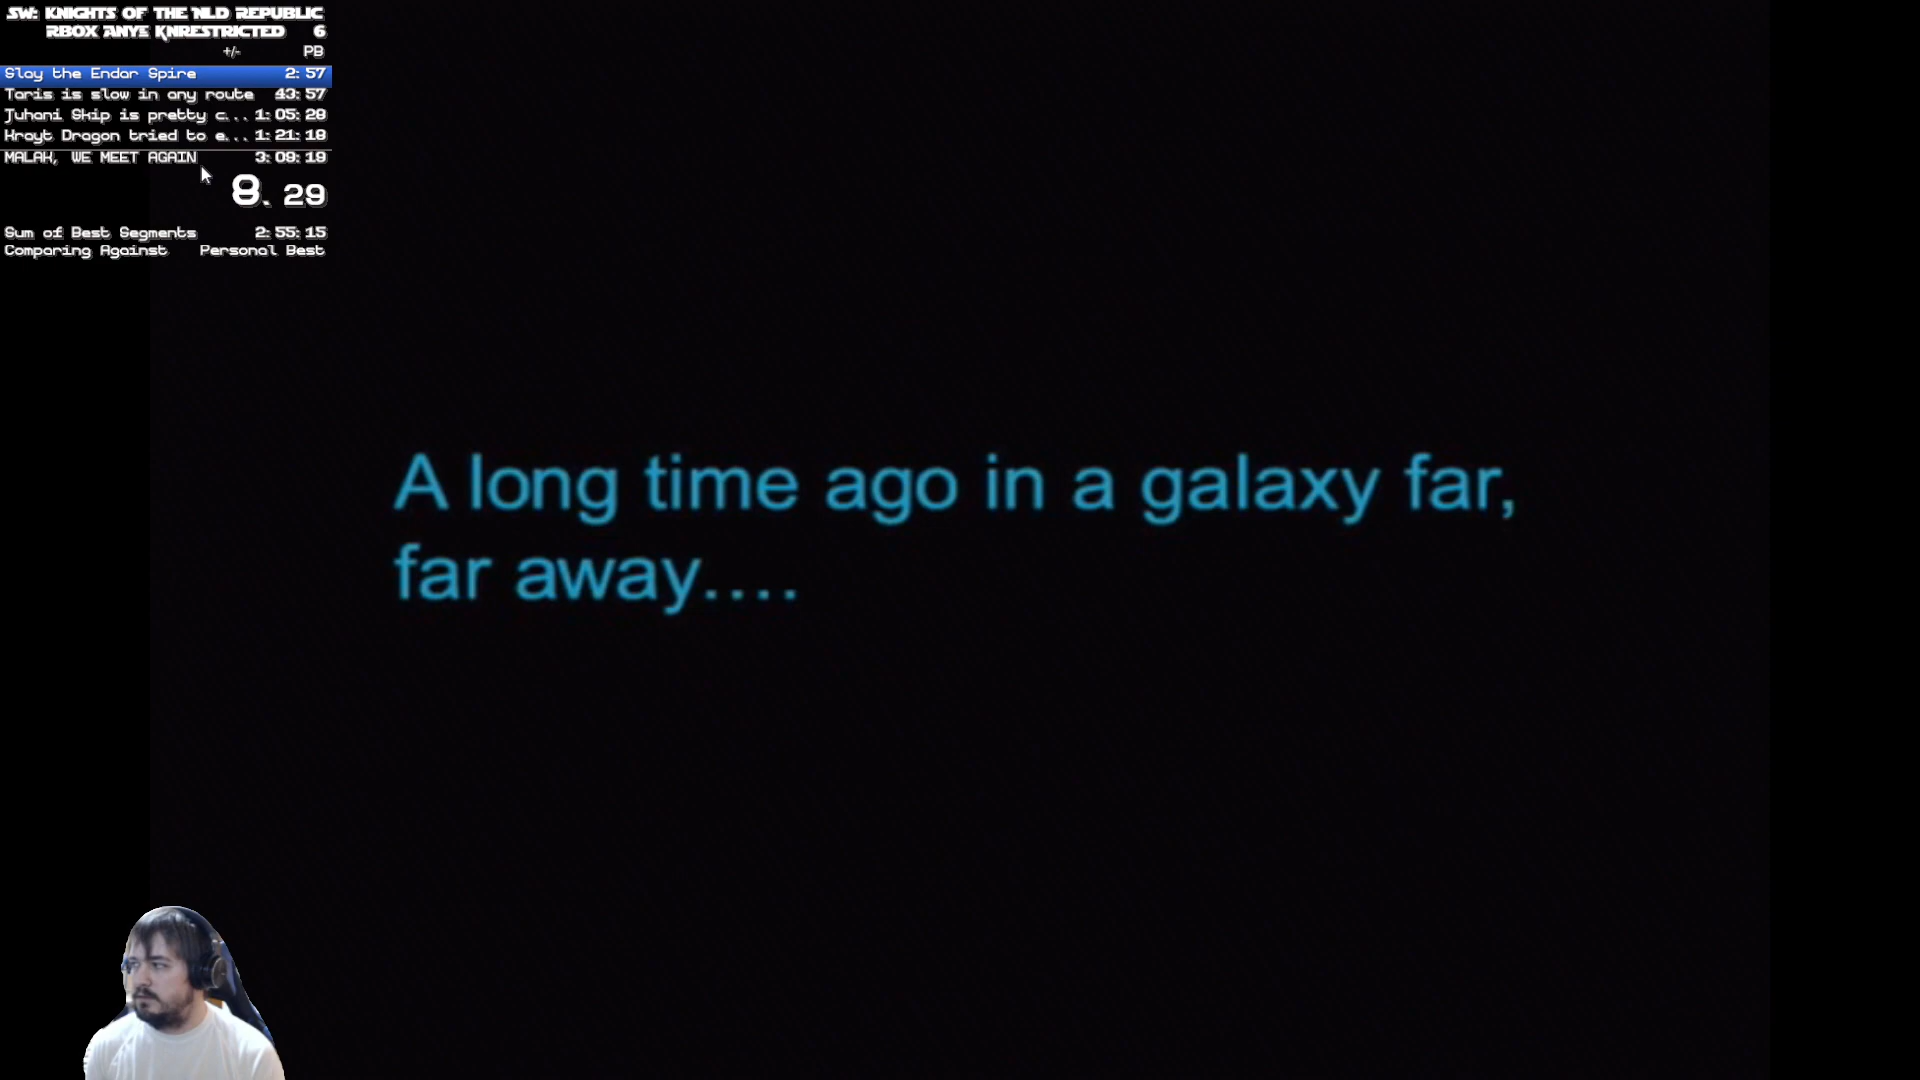 SW: KNIGHTS OF THE OLD REPUBLIC
XBOX ANY% UNRESTRICTED 6
+/- PB
Slay the Endar Spire 2:57
Taris is slow in any route 43:57
Juhani Skip is pretty c... 1:05:28
Krayt Dragon tried to e... 1:21:18
MALAK, WE MEET AGAIN 3:09:19
8.29
Sum of Best Segments 2:55:15
Comparing Against Personal Best
A long time ago in a galaxy far,
far away....